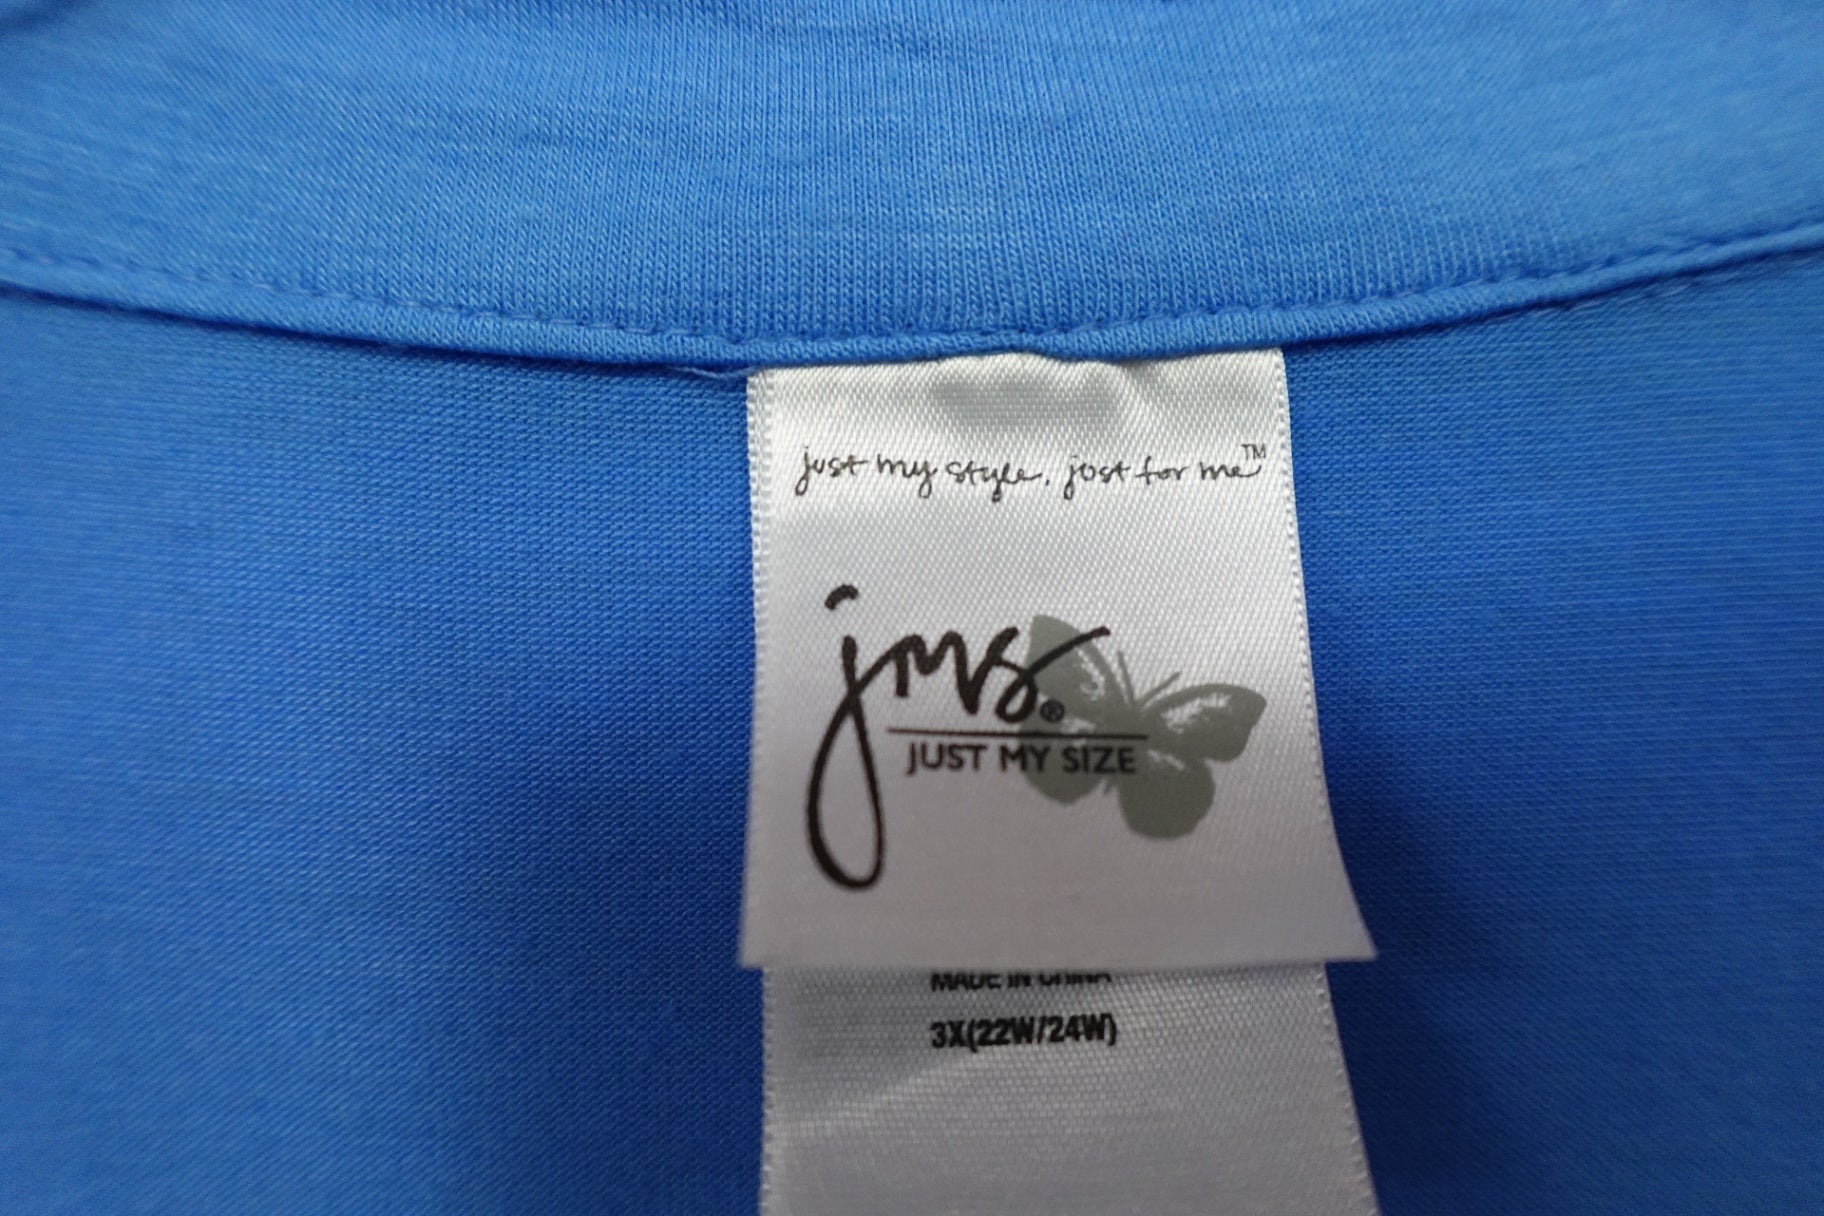 just my style. just for me™
jms®
JUST MY SIZE
MADE IN CHINA
3X(22W/24W)